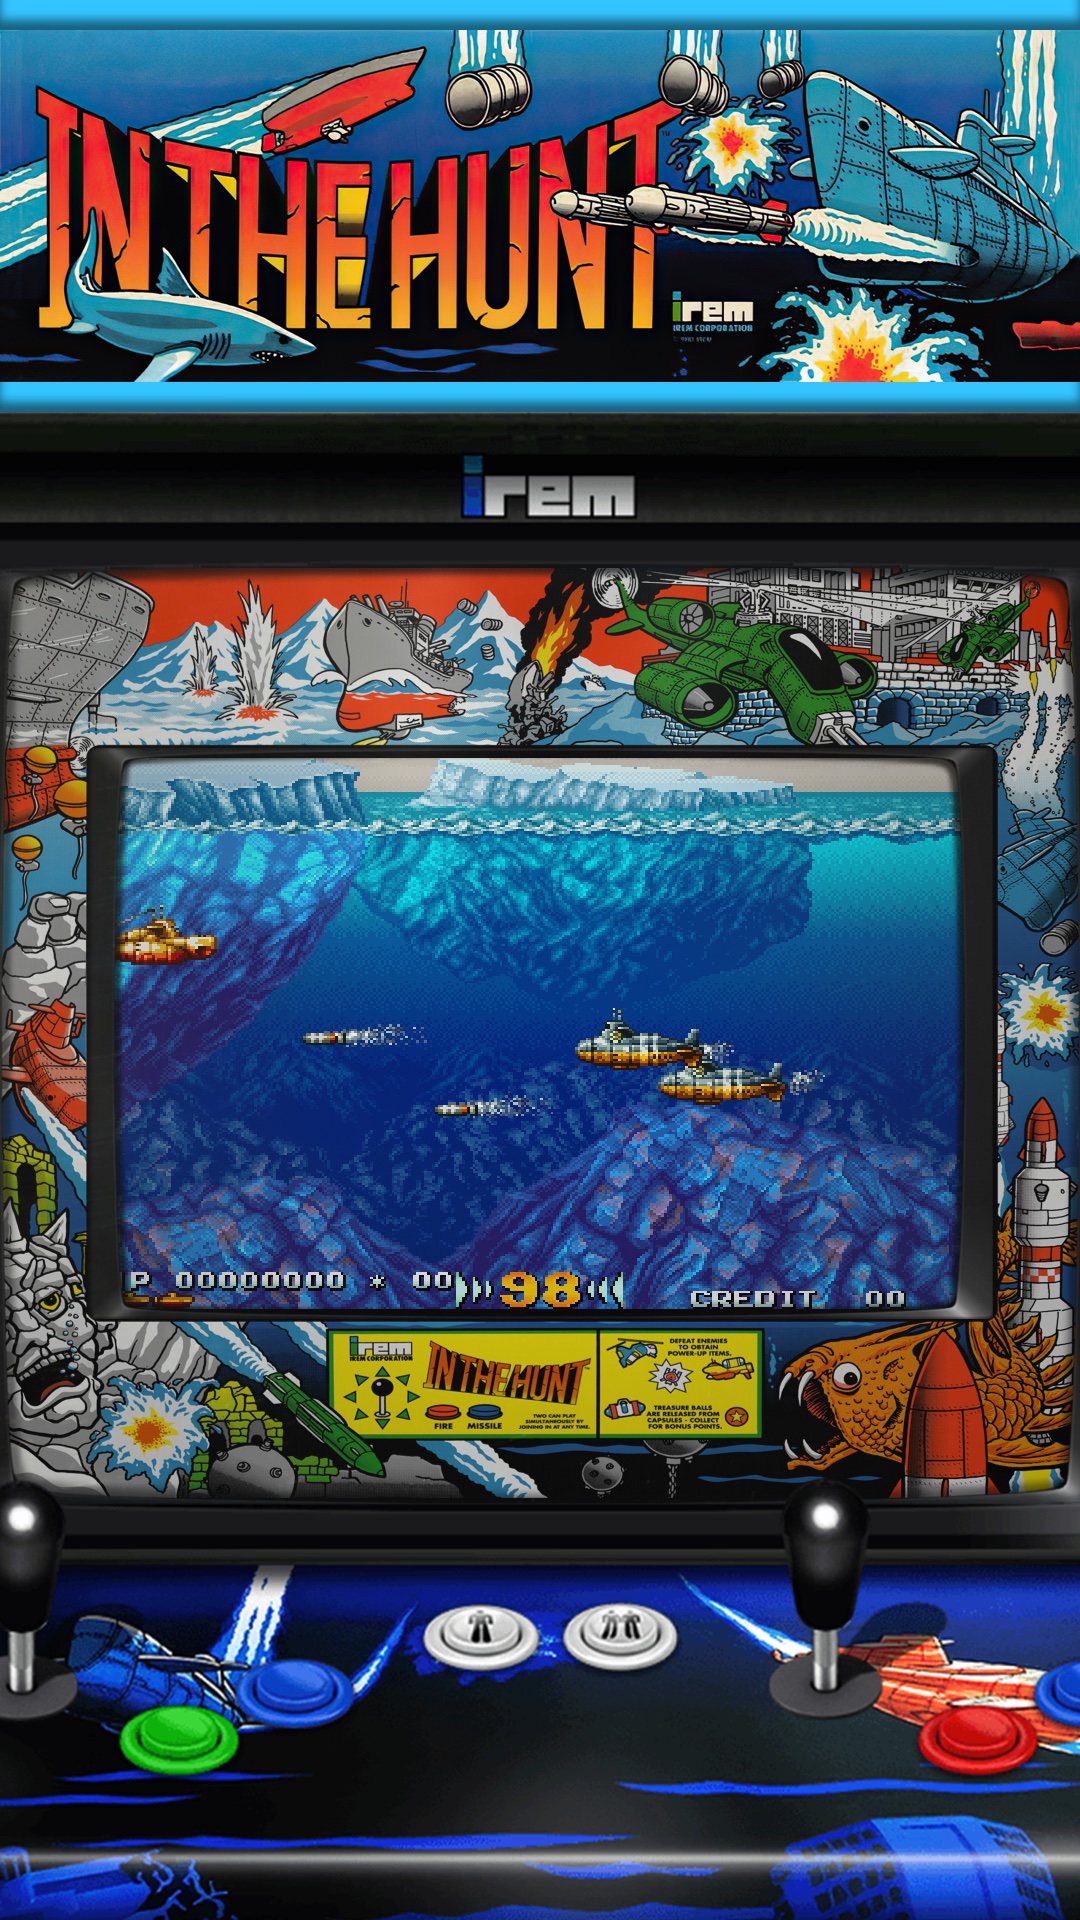 IN THE HUNT
TM
irem
IREM CORPORATION
irem
P 00000000 * 00
98
CREDIT 00
irem
IREM CORPORATION
IN THE HUNT
FIRE
MISSILE
TWO CAN PLAY
SIMULTANEOUSLY BY
JOINING IN AT ANY TIME.
DEFEAT ENEMIES
TO OBTAIN
POWER-UP ITEMS.
TREASURE BALLS
ARE RELEASED FROM
CAPSULES - COLLECT
FOR BONUS POINTS.